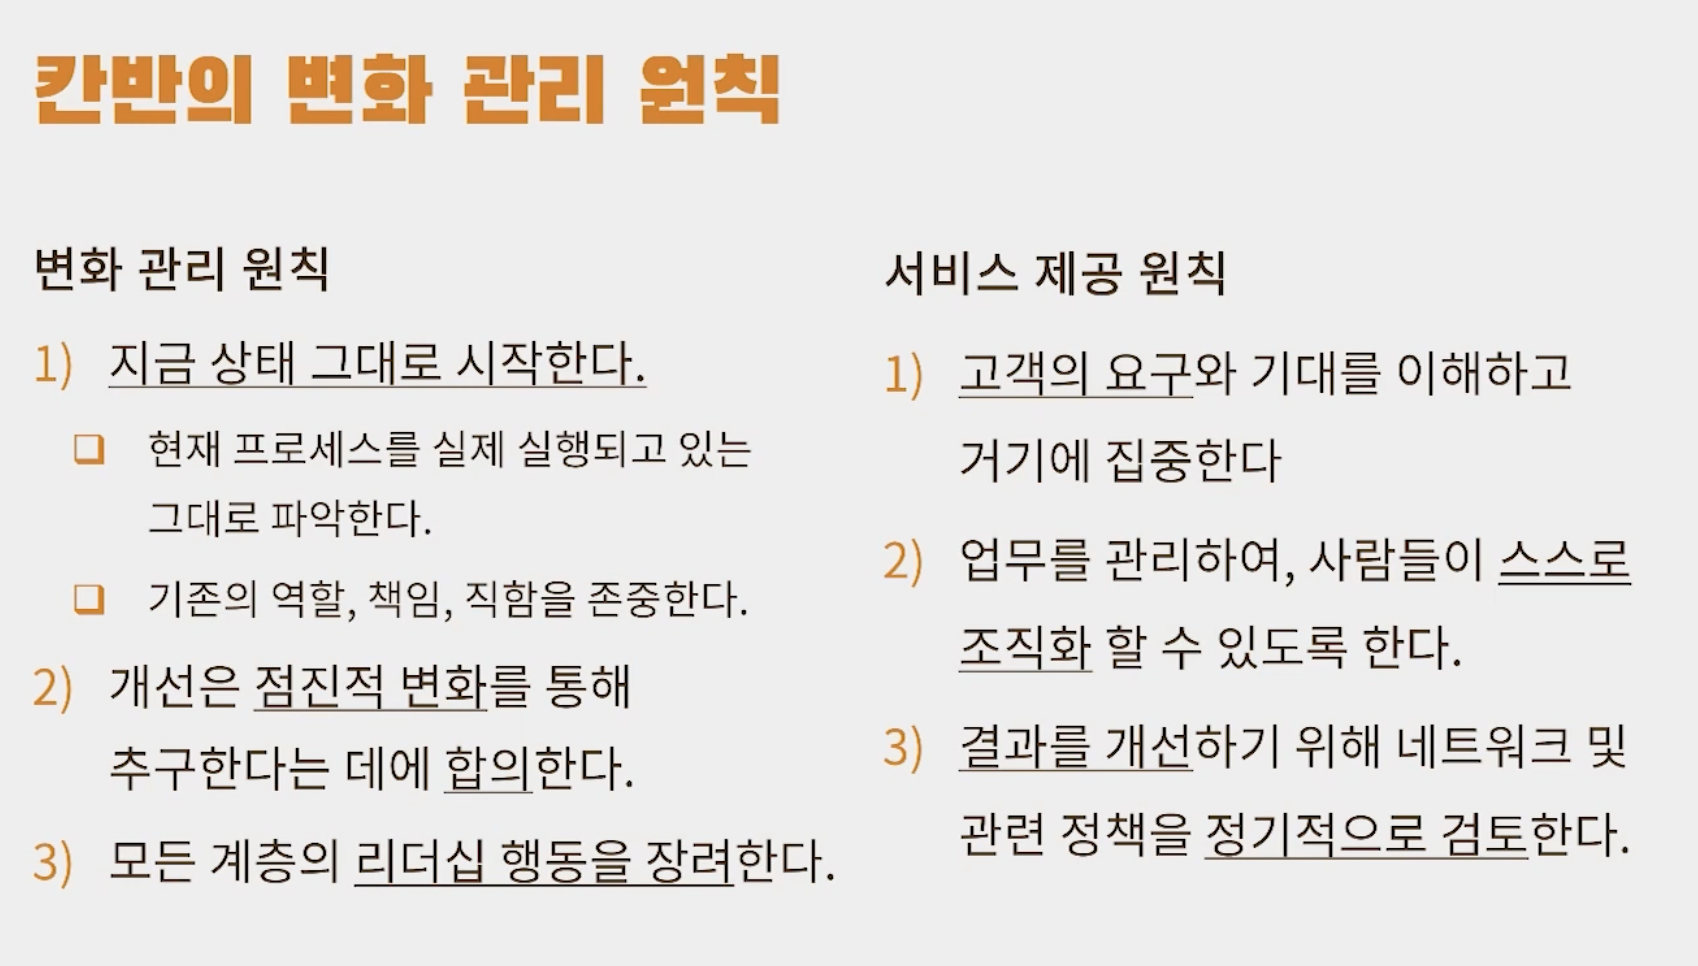 칸반의 변화 관리 원칙
변화 관리 원칙
1) 지금 상태 그대로 시작한다.
❑ 현재 프로세스를 실제 실행되고 있는
그대로 파악한다.
❑ 기존의 역할, 책임, 직함을 존중한다.
2) 개선은 점진적 변화를 통해
추구한다는 데에 합의한다.
3) 모든 계층의 리더십 행동을 장려한다.
서비스 제공 원칙
1) 고객의 요구와 기대를 이해하고
거기에 집중한다
2) 업무를 관리하여, 사람들이 스스로
조직화 할 수 있도록 한다.
3) 결과를 개선하기 위해 네트워크 및
관련 정책을 정기적으로 검토한다.